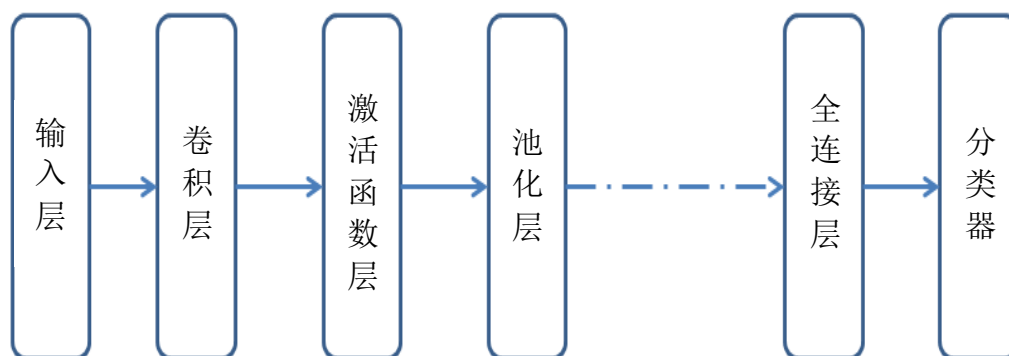 输入层
卷积层
激活函数层
池化层
全连接层
分类器